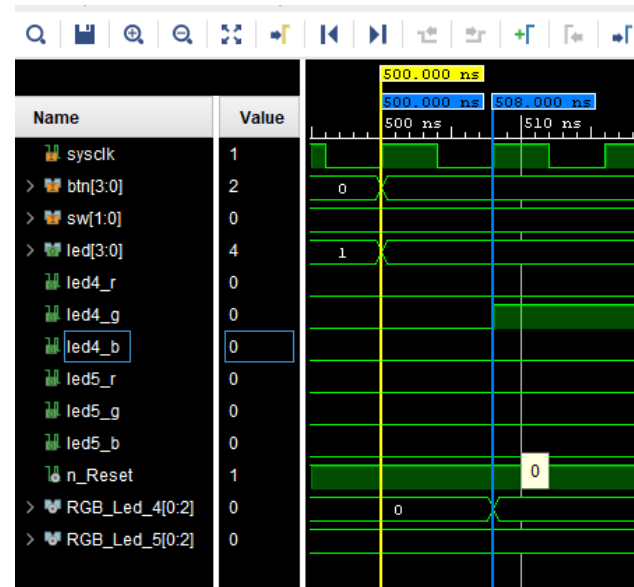 500.000 ns
500.000 ns 508.000 ns
Name Value 500 ns 510 ns
sysclk 1
btn[3:0] 2 0
sw[1:0] 0
led[3:0] 4 1
led4_r 0
led4_g 0
led4_b 0
led5_r 0
led5_g 0
led5_b 0
n_Reset 1 0
RGB_Led_4[0:2] 0 0
RGB_Led_5[0:2] 0